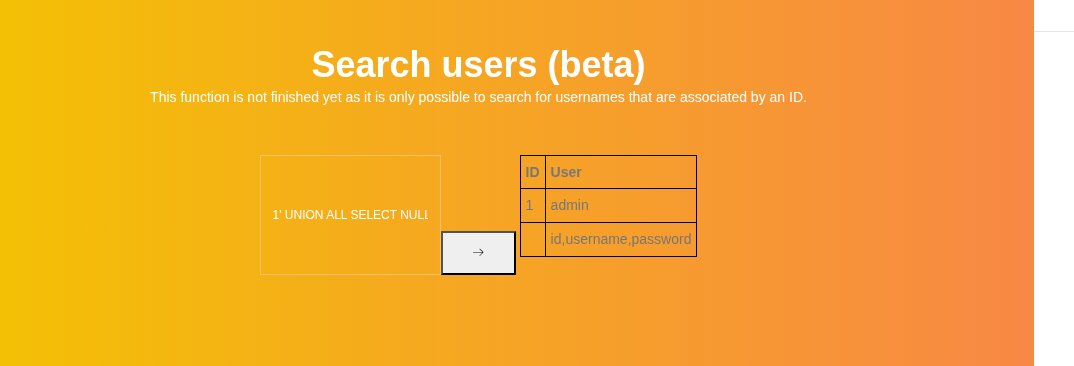 Search users (beta)
This function is not finished yet as it is only possible to search for usernames that are associated by an ID.
1' UNION ALL SELECT NULL
→
ID User
1 admin
id,username,password